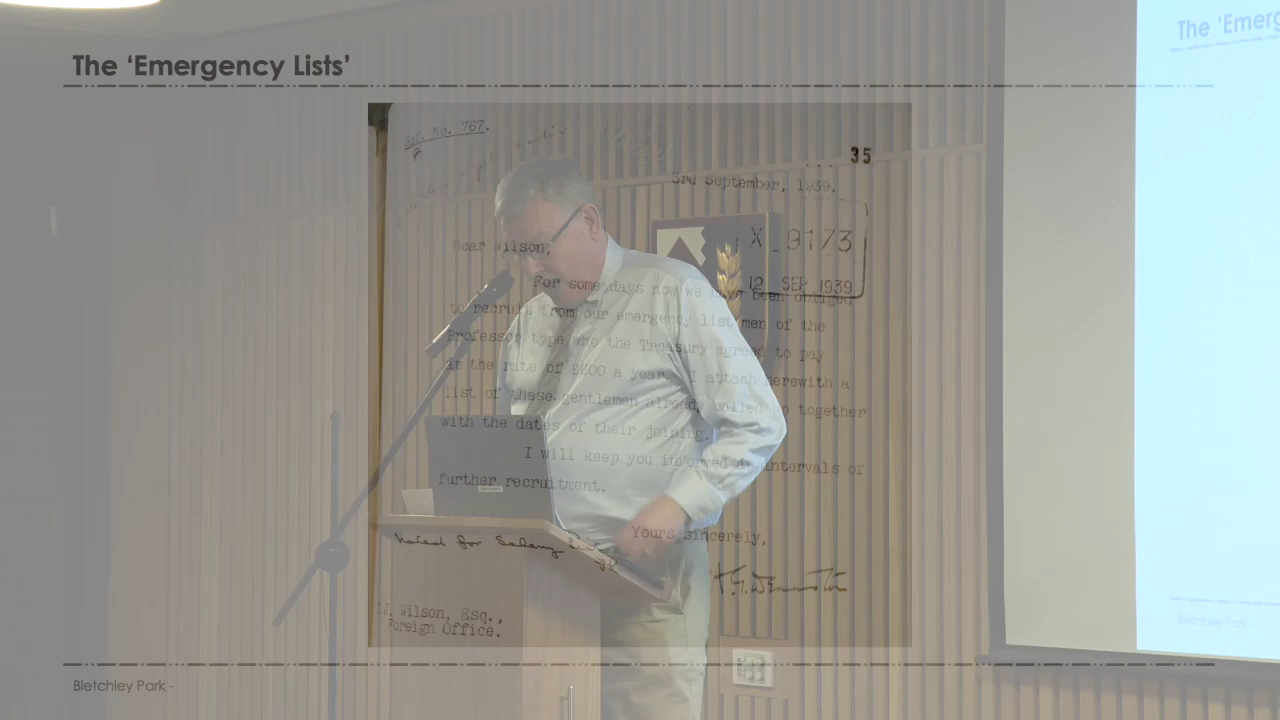 The ‘Emergency Lists’
The ‘Emerg
Ref. No. 767.
35
3rd September, 1939.
X 9173
12 SEP 1939
Dear Wilson,
For some days now we have been obliged
to recruit from our emergency list men of the
Professor type who the Treasury agreed to pay
at the rate of £600 a year. I attach herewith a
list of these gentlemen already called up together
with the dates of their joining.
I will keep you informed at intervals of
further recruitment.
Yours sincerely,
Noted for Salary
Wilson, Esq.,
Foreign Office.
Bletchley Park -
Bletchley Park -